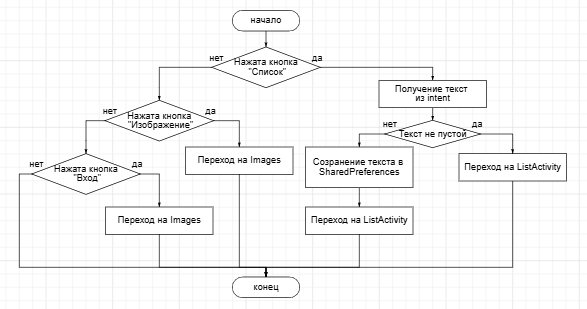 начало
нет
Нажата кнопка
"Список"
да
Получение текст
из intent
нет
Нажата кнопка
"Изображение"
да
нет
Текст не пустой
да
нет
Нажата кнопка
"Вход"
да
Переход на Images
Созранение текста в
SharedPreferences
Переход на ListActivity
Переход на Images
Переход на ListActivity
конец